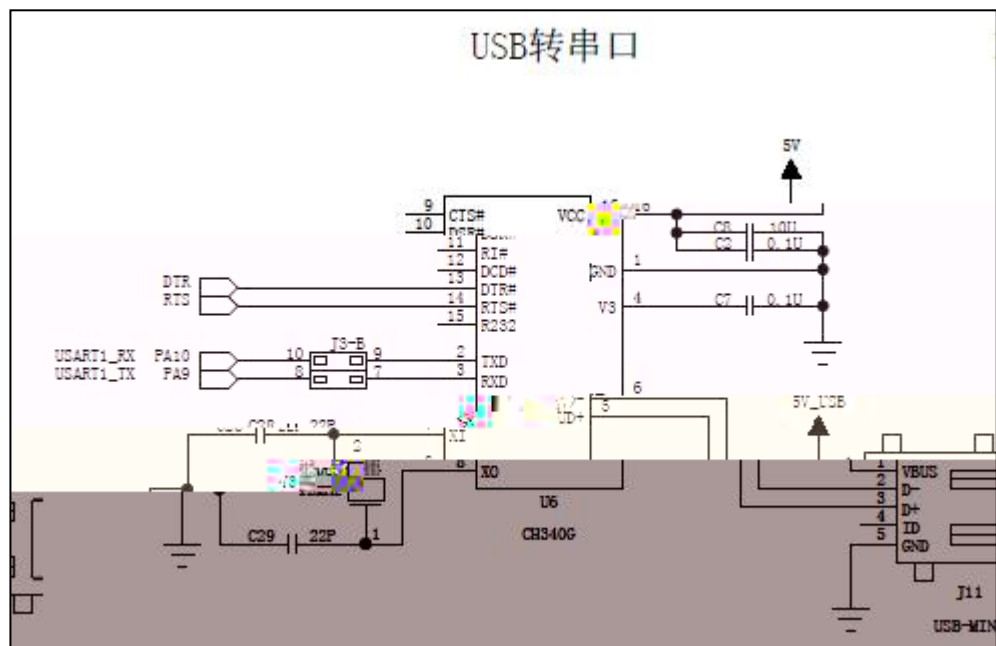 USB转串口
5V
9 CTS# VCC
10
C8 10U
11 C2 0.1U
12 RI#
13 DCD# GND 1
DTR DTR#
RTS 14 RTS# V3 4 C7 0.1U
15 R232
J3-B
USART1_RX PA10 10 9 2 TXD
USART1_TX PA9 8 7 3 RXD
6
UD+ 5 5V_USB
22P
2
XI
8 XO 1 VBUS
2 D-
U6 3 D+
4 ID
C29 22P 1 CH340G 5 GND
J11
USB-MIN